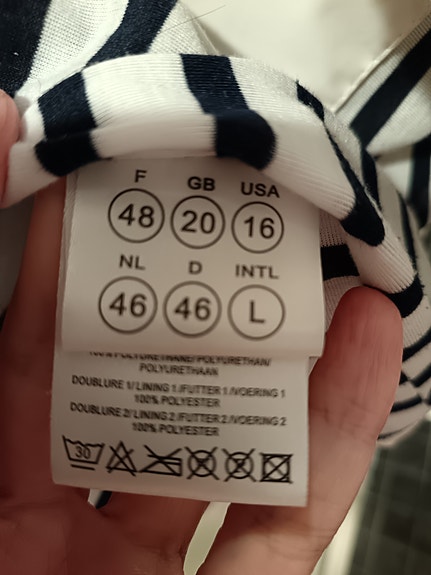 F GB USA
48 20 16
NL D INTL
46 46 L
100% POLYURETHANE/POLYURETHAN/
POLYURETHAAN
DOUBLURE 1/ LINING 1 /FUTTER 1 /VOERING 1
100% POLYESTER
DOUBLURE 2/ LINING 2 /FUTTER 2 /VOERING 2
100% POLYESTER
30